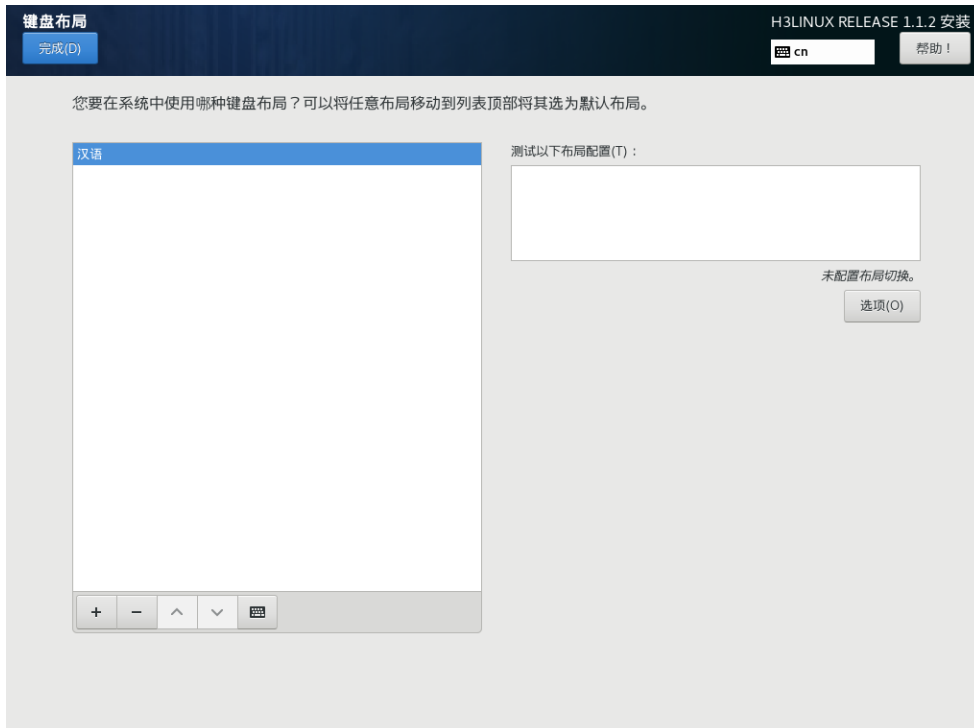 键盘布局
H3LINUX RELEASE 1.1.2 安装
完成(D)
cn
帮助！
您要在系统中使用哪种键盘布局？可以将任意布局移动到列表顶部将其选为默认布局。
汉语
测试以下布局配置(T)：
未配置布局切换。
选项(O)